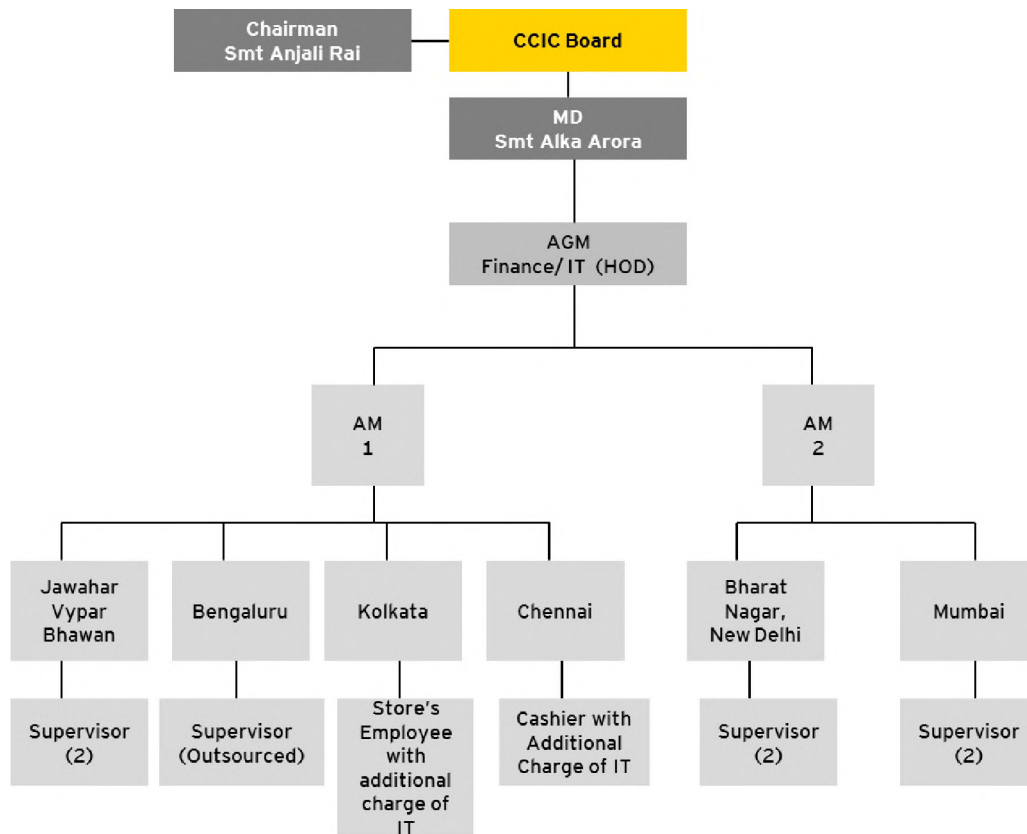 Chairman
Smt Anjali Rai
CCIC Board
MD
Smt Alka Arora
AGM
Finance/ IT (HOD)
AM
1
AM
2
Jawahar
Vypar
Bhawan
Bengaluru
Kolkata
Chennai
Bharat
Nagar,
New Delhi
Mumbai
Supervisor
(2)
Supervisor
(Outsourced)
Store’s
Employee
with
additional
charge of
IT
Cashier with
Additional
Charge of IT
Supervisor
(2)
Supervisor
(2)